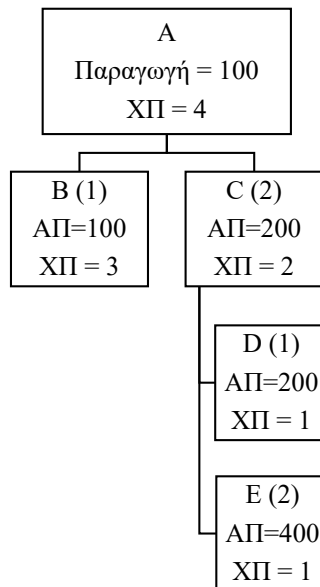 A
Παραγωγή = 100
ΧΠ = 4
B (1)
ΑΠ=100
ΧΠ = 3
C (2)
ΑΠ=200
ΧΠ = 2
D (1)
ΑΠ=200
ΧΠ = 1
E (2)
ΑΠ=400
ΧΠ = 1